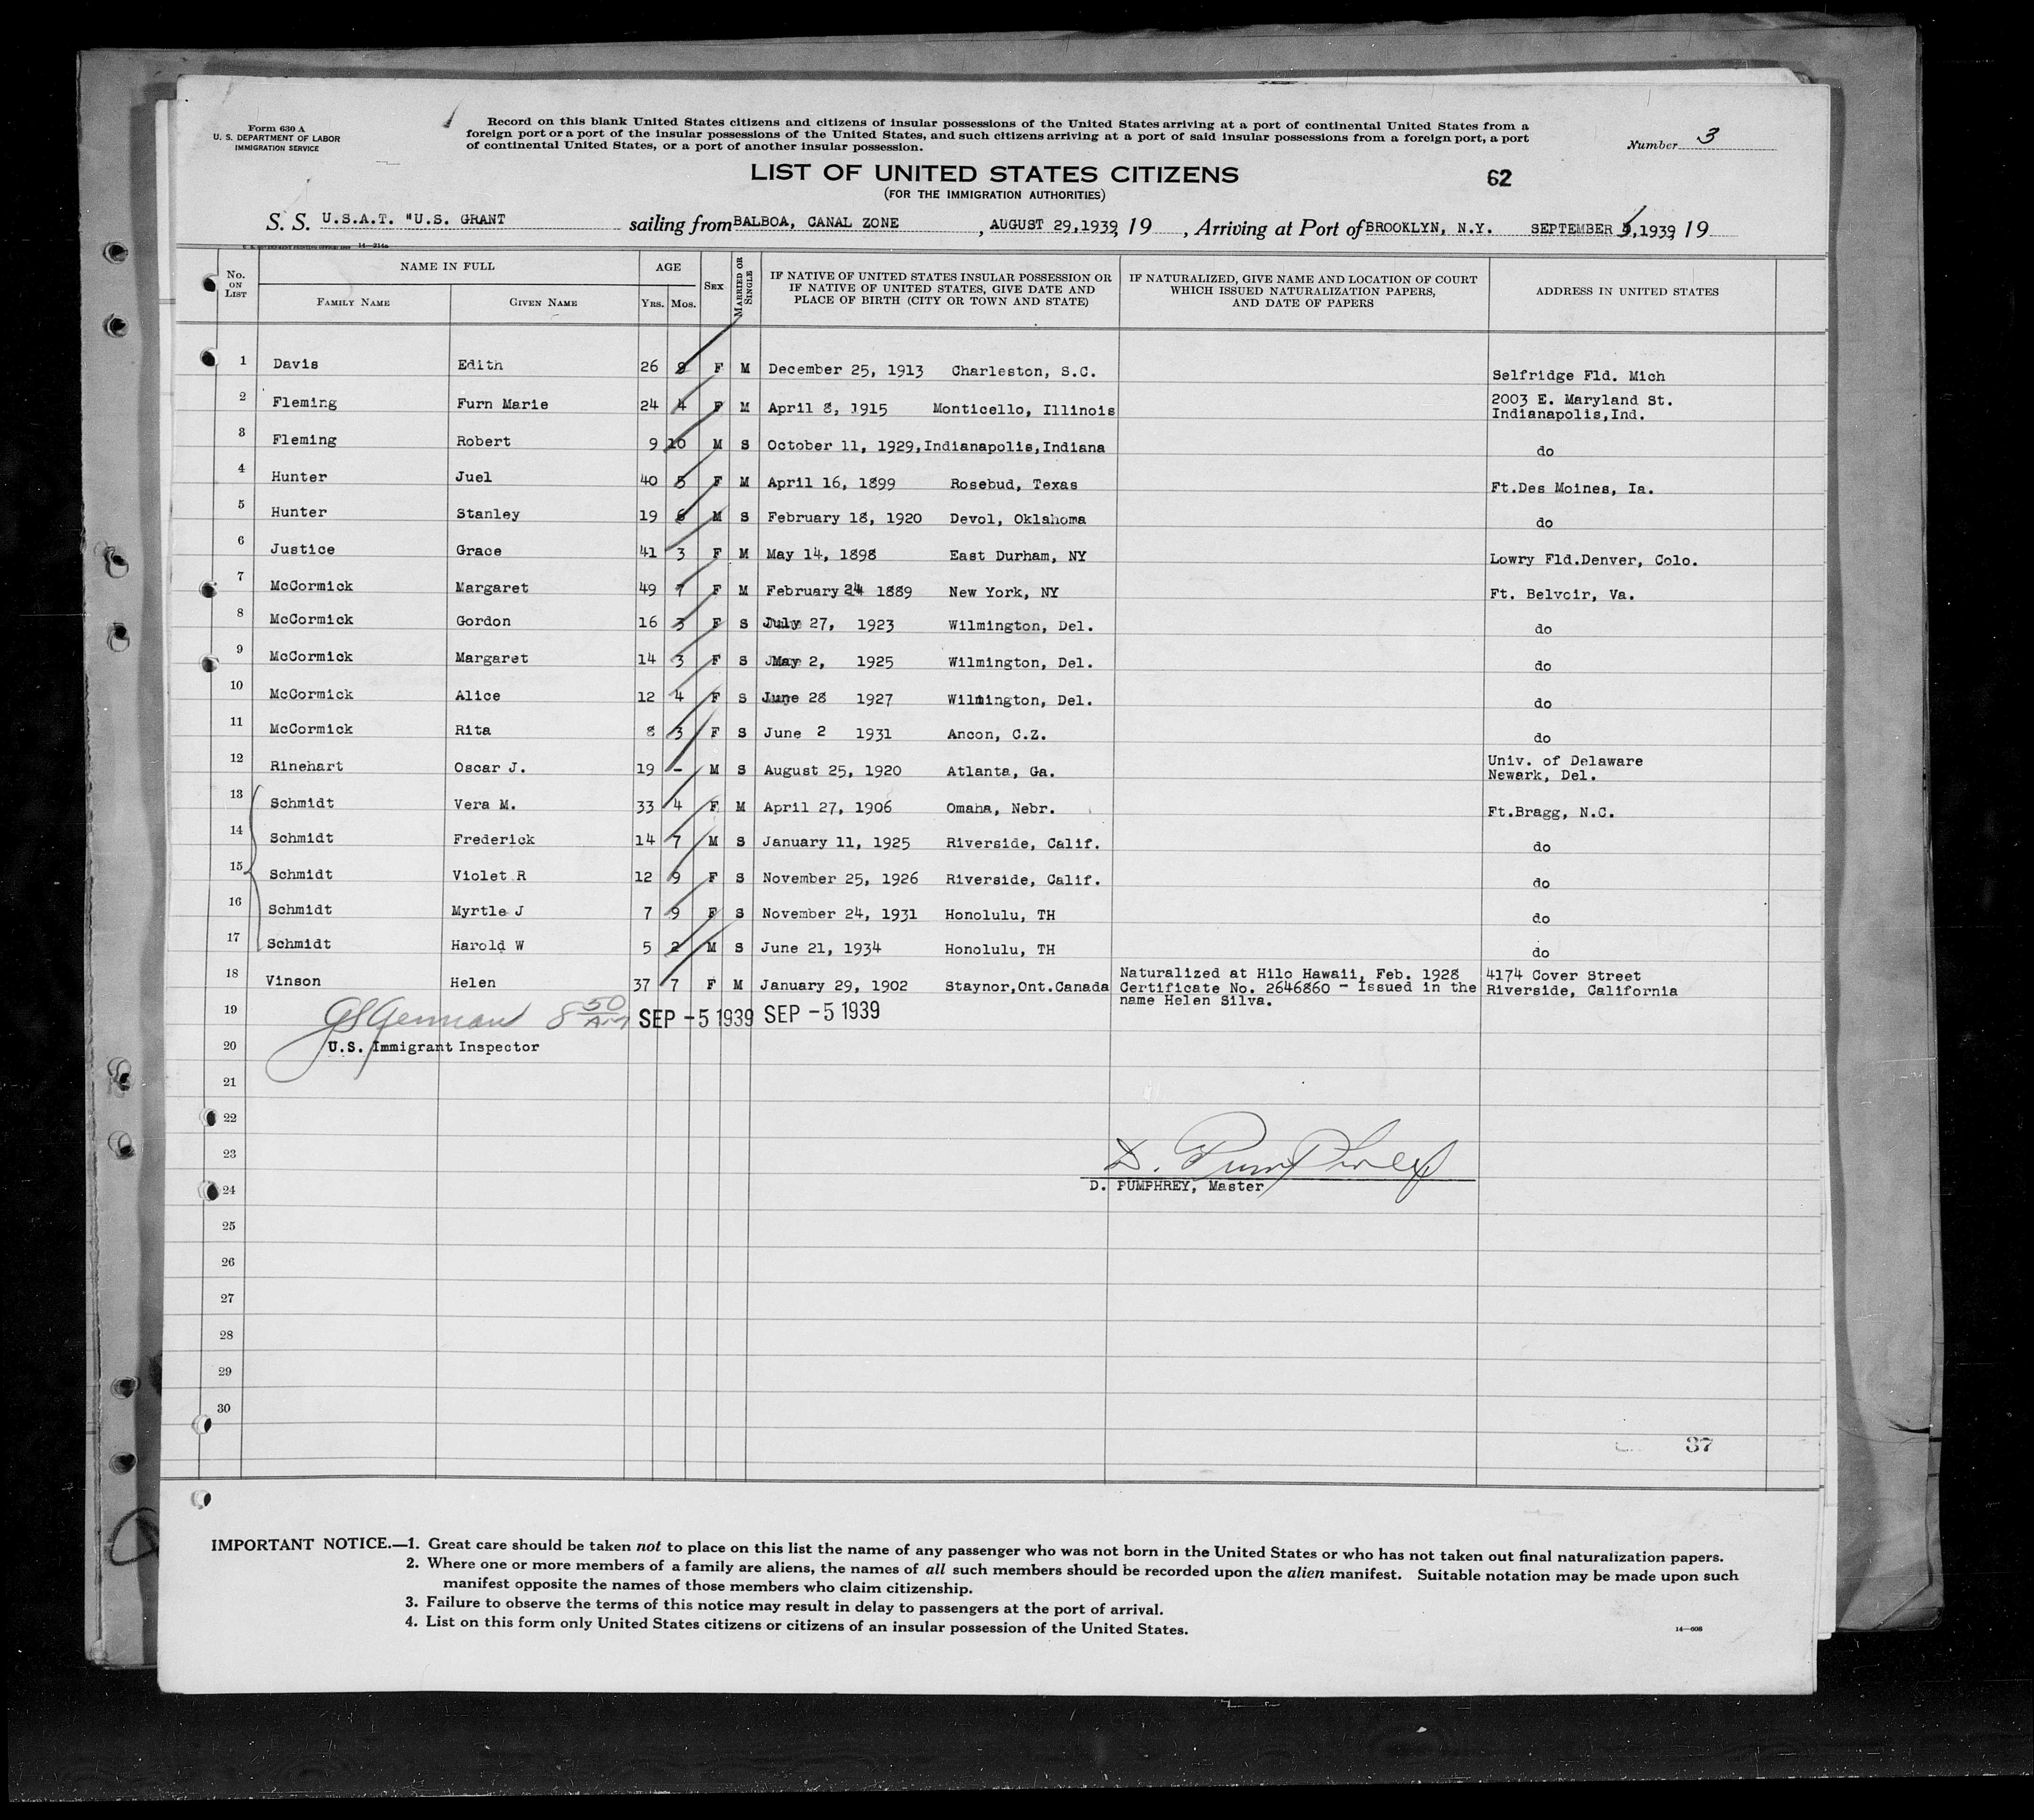 Form 630 A
U. S. DEPARTMENT OF LABOR
IMMIGRATION SERVICE
Record on this blank United States citizens and citizens of insular possessions of the United States arriving at a port of continental United States from a
foreign port or a port of the insular possessions of the United States, and such citizens arriving at a port of said insular possessions from a foreign port, a port
of continental United States, or a port of another insular possession.
Number 3
LIST OF UNITED STATES CITIZENS
(FOR THE IMMIGRATION AUTHORITIES)
62
S. S. U.S.A.T. "U.S. GRANT sailing from BALBOA, CANAL ZONE , AUGUST 29,1939, 19 , Arriving at Port of BROOKLYN, N.Y. SEPTEMBER 5,1939, 19
14—214a
No. ON LIST NAME IN FULL AGE SEX MARRIED OR SINGLE IF NATIVE OF UNITED STATES INSULAR POSSESSION OR IF NATIVE OF UNITED STATES, GIVE DATE AND PLACE OF BIRTH (CITY OR TOWN AND STATE) IF NATURALIZED, GIVE NAME AND LOCATION OF COURT WHICH ISSUED NATURALIZATION PAPERS, AND DATE OF PAPERS ADDRESS IN UNITED STATES
FAMILY NAME GIVEN NAME YRS. MOS.
1 Davis Edith 26 8 F M December 25, 1913 Charleston, S.C. Selfridge Fld. Mich
2 Fleming Furn Marie 24 4 F M April 8, 1915 Monticello, Illinois 2003 E. Maryland St. Indianapolis,Ind.
3 Fleming Robert 9 10 M S October 11, 1929,Indianapolis,Indiana do
4 Hunter Juel 40 5 F M April 16, 1899 Rosebud, Texas Ft.Des Moines, Ia.
5 Hunter Stanley 19 6 M S February 18, 1920 Devol, Oklahoma do
6 Justice Grace 41 3 F M May 14, 1898 East Durham, NY Lowry Fld.Denver, Colo.
7 McCormick Margaret 49 7 F M February 24 1889 New York, NY Ft. Belvoir, Va.
8 McCormick Gordon 16 3 F S July 27, 1923 Wilmington, Del. do
9 McCormick Margaret 14 3 F S May 2, 1925 Wilmington, Del. do
10 McCormick Alice 12 4 F S June 28 1927 Wilmington, Del. do
11 McCormick Rita 8 3 F S June 2 1931 Ancon, C.Z. do
12 Rinehart Oscar J. 19 - M S August 25, 1920 Atlanta, Ga. Univ. of Delaware Newark, Del.
13 Schmidt Vera M. 33 4 F M April 27, 1906 Omaha, Nebr. Ft.Bragg, N.C.
14 Schmidt Frederick 14 7 M S January 11, 1925 Riverside, Calif. do
15 Schmidt Violet R 12 9 F S November 25, 1926 Riverside, Calif. do
16 Schmidt Myrtle J 7 9 F S November 24, 1931 Honolulu, TH do
17 Schmidt Harold W 5 2 M S June 21, 1934 Honolulu, TH do
18 Vinson Helen 37 7 F M January 29, 1902 Staynor,Ont.Canada Naturalized at Hilo Hawaii, Feb. 1928 Certificate No. 2646860 - Issued in the name Helen Silva. 4174 Cover Street Riverside, California
19 8 50 AM SEP -5 1939 SEP -5 1939
20 U.S. Immigrant Inspector
21
22
23 D. Pumphrey
24 D. PUMPHREY, Master
25
26
27
28
29
30
37
IMPORTANT NOTICE.—1. Great care should be taken not to place on this list the name of any passenger who was not born in the United States or who has not taken out final naturalization papers.
2. Where one or more members of a family are aliens, the names of all such members should be recorded upon the alien manifest. Suitable notation may be made upon such
manifest opposite the names of those members who claim citizenship.
3. Failure to observe the terms of this notice may result in delay to passengers at the port of arrival.
4. List on this form only United States citizens or citizens of an insular possession of the United States.
14—608